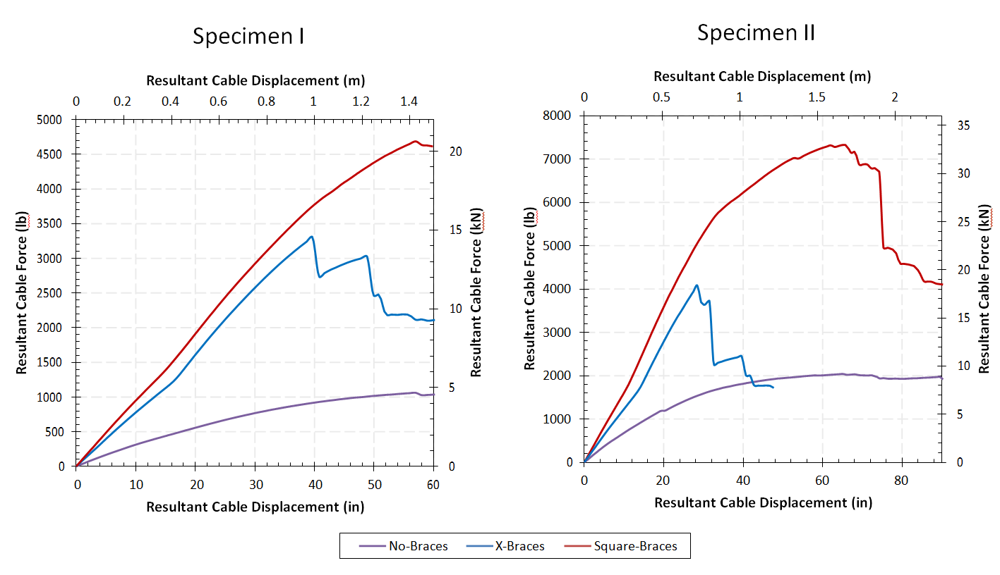 Specimen I
Resultant Cable Displacement (m)
0 0.2 0.4 0.6 0.8 1 1.2 1.4
5000
4500
4000
3500
3000
2500
2000
1500
1000
500
0
Resultant Cable Force (lb)
20
15
10
5
0
Resultant Cable Force (kN)
0 10 20 30 40 50 60
Resultant Cable Displacement (in)
Specimen II
Resultant Cable Displacement (m)
0 0.5 1 1.5 2
8000
7000
6000
5000
4000
3000
2000
1000
0
Resultant Cable Force (lb)
35
30
25
20
15
10
5
0
Resultant Cable Force (kN)
0 20 40 60 80
Resultant Cable Displacement (in)
No-Braces X-Braces Square-Braces